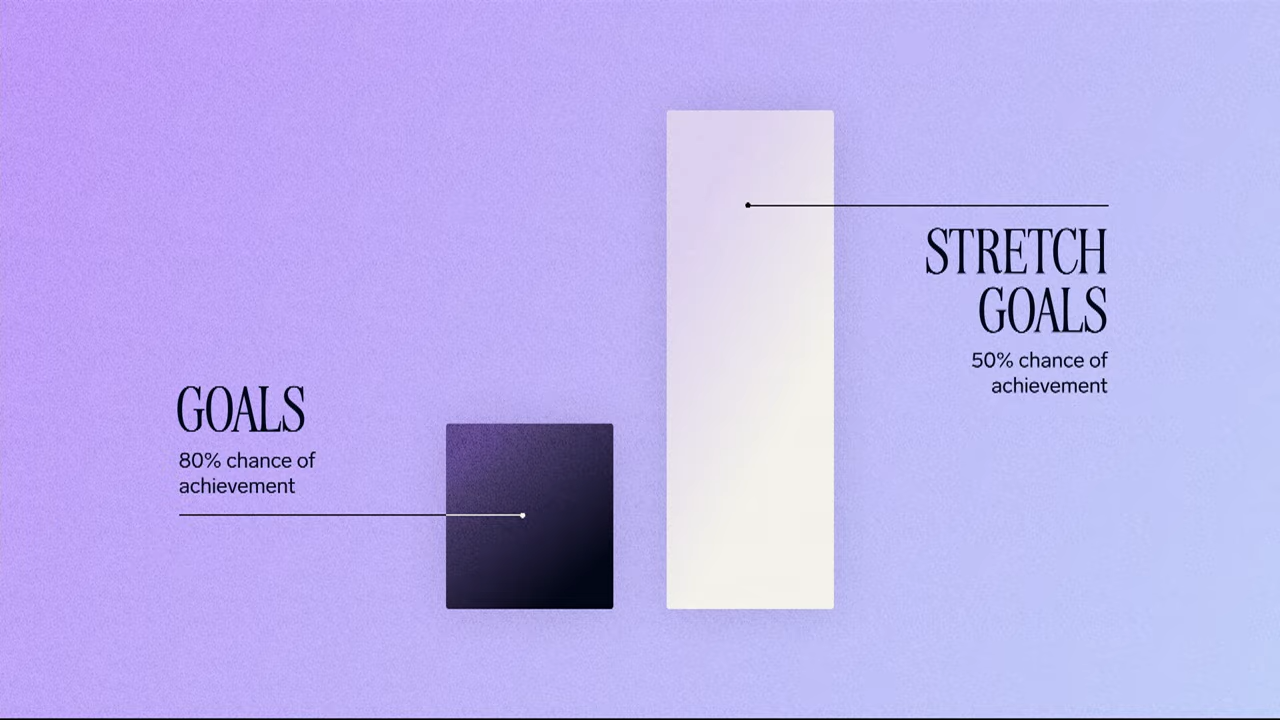 GOALS
80% chance of
achievement
STRETCH
GOALS
50% chance of
achievement